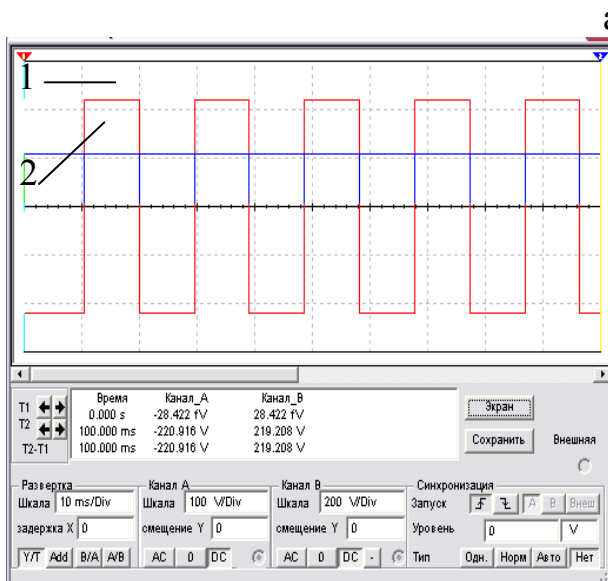 а
1 2
1
2
Время Канал_А Канал_В
T1 0.000 s -28.422 fV 28.422 fV
T2 100.000 ms -220.916 V 219.208 V
T2-T1 100.000 ms -220.916 V 219.208 V
Экран
Сохранить
Внешняя
Развертка
Шкала 10 ms/Div
задержка X 0
Y/T Add B/A A/B
Канал А
Шкала 100 V/Div
смещение Y 0
AC 0 DC
Канал В
Шкала 200 V/Div
смещение Y 0
AC 0 DC -
Синхронизация
Запуск A B Внеш
Уровень 0 V
Тип Одн. Норм Авто Нет